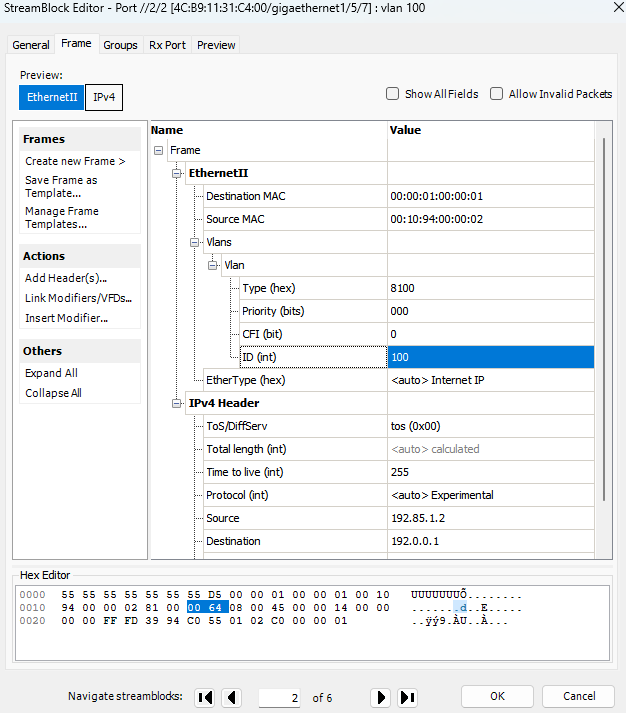 StreamBlock Editor - Port //2/2 [4C:B9:11:31:C4:00/gigaethernet1/5/7] : vlan 100
General Frame Groups Rx Port Preview
Preview:
EthernetII IPv4
Show All Fields Allow Invalid Packets
Frames
Create new Frame >
Save Frame as
Template...
Manage Frame
Templates...
Actions
Add Header(s)...
Link Modifiers/VFDs...
Insert Modifier...
Others
Expand All
Collapse All
Name Value
Frame
EthernetII
Destination MAC 00:00:01:00:00:01
Source MAC 00:10:94:00:00:02
Vlans
Vlan
Type (hex) 8100
Priority (bits) 000
CFI (bit) 0
ID (int) 100
EtherType (hex) <auto> Internet IP
IPv4 Header
ToS/DiffServ tos (0x00)
Total length (int) <auto> calculated
Time to live (int) 255
Protocol (int) <auto> Experimental
Source 192.85.1.2
Destination 192.0.0.1
Hex Editor
0000 55 55 55 55 55 55 55 D5 00 00 01 00 00 01 00 10 UUUUUUUÕ........
0010 94 00 00 02 81 00 00 64 08 00 45 00 00 14 00 00 .......d..E.....
0020 00 00 FF FD 39 94 C0 55 01 02 C0 00 00 01 ..ÿý9.ÀU..À...
Navigate streamblocks: 2 of 6 OK Cancel